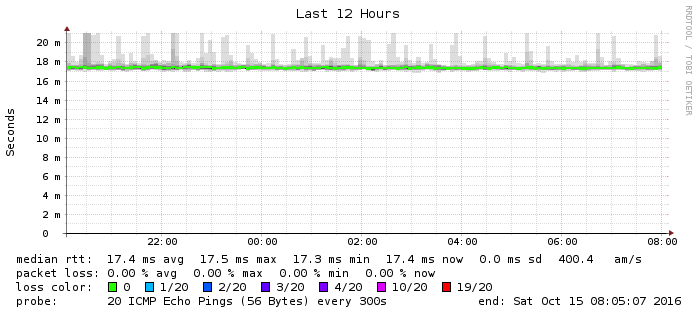 Last 12 Hours
RRDTOOL / TOBI OETIKER
Seconds
20 m
18 m
16 m
14 m
12 m
10 m
8 m
6 m
4 m
2 m
0
22:00 00:00 02:00 04:00 06:00 08:00
median rtt: 17.4 ms avg 17.5 ms max 17.3 ms min 17.4 ms now 0.0 ms sd 400.4 am/s
packet loss: 0.00 % avg 0.00 % max 0.00 % min 0.00 % now
loss color: 0 1/20 2/20 3/20 4/20 10/20 19/20
probe: 20 ICMP Echo Pings (56 Bytes) every 300s end: Sat Oct 15 08:05:07 2016